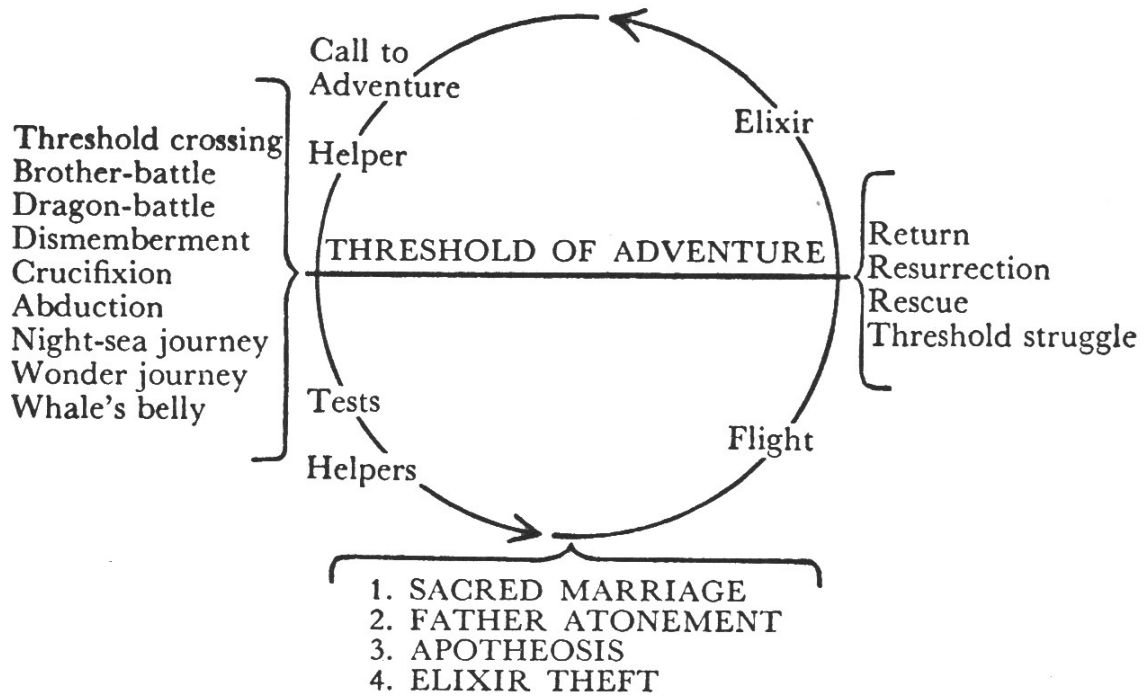 Call to
Adventure
Helper
Threshold crossing
Brother-battle
Dragon-battle
Dismemberment
Crucifixion
Abduction
Night-sea journey
Wonder journey
Whale's belly
THRESHOLD OF ADVENTURE
Tests
Helpers
1. SACRED MARRIAGE
2. FATHER ATONEMENT
3. APOTHEOSIS
4. ELIXIR THEFT
Flight
Return
Resurrection
Rescue
Threshold struggle
Elixir